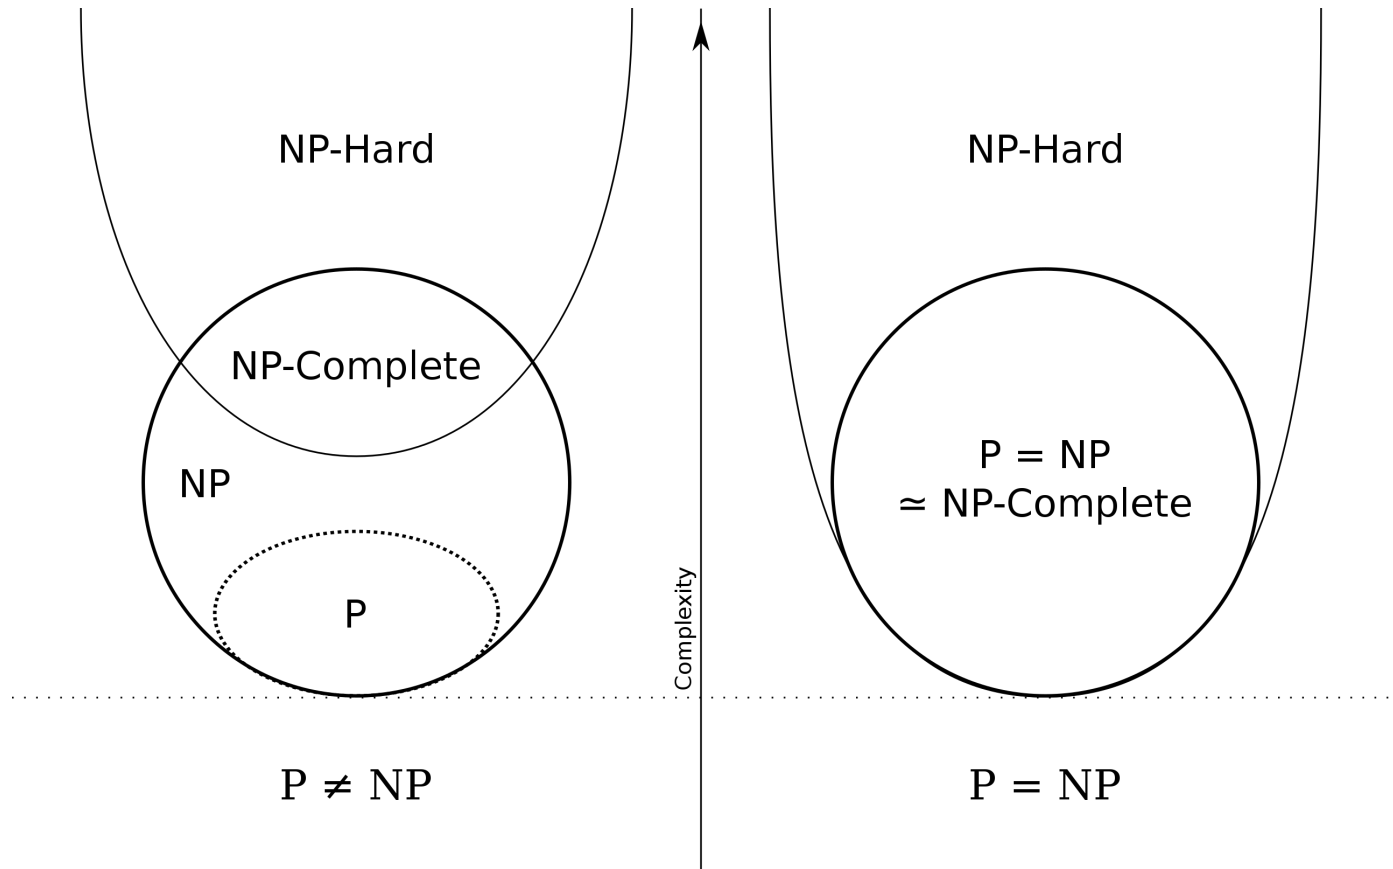 NP-Hard
NP-Complete
NP
P
P ≠ NP
Complexity
NP-Hard
P = NP
≃ NP-Complete
P = NP